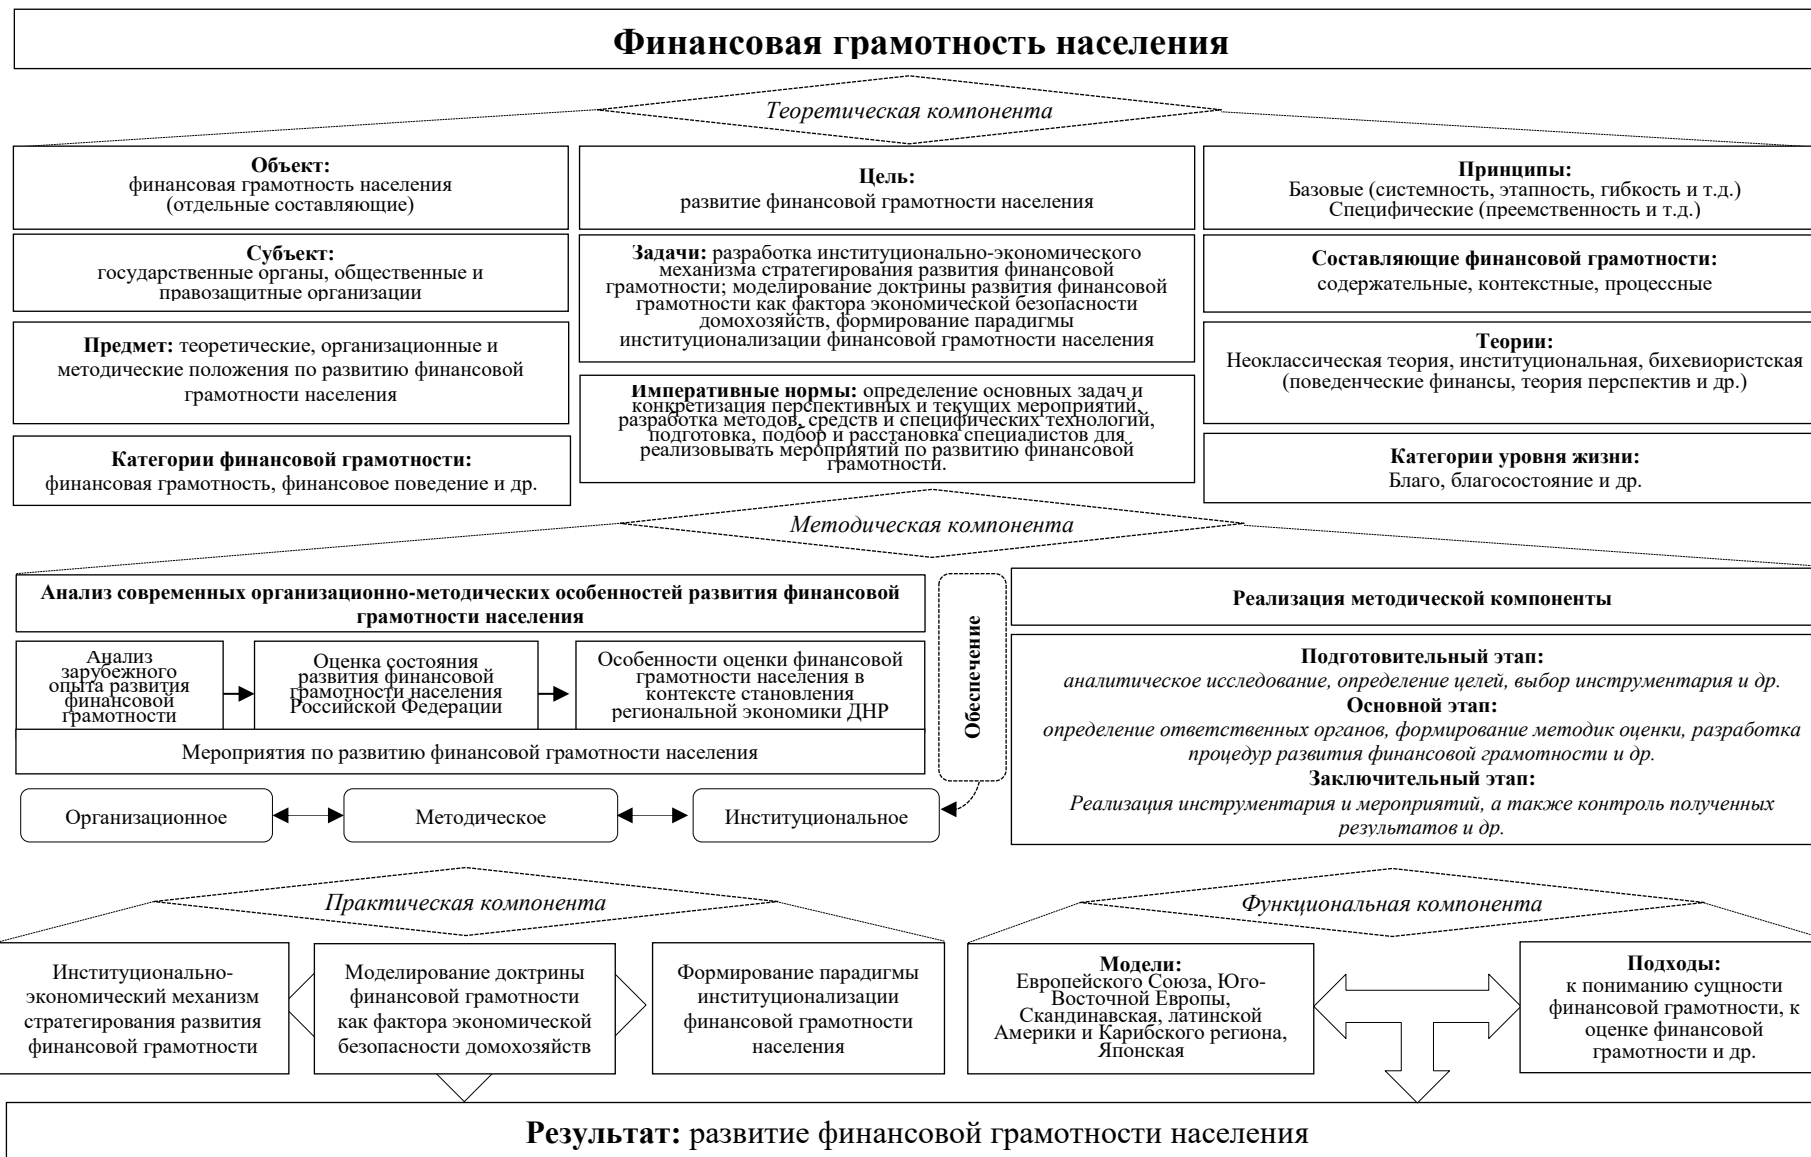 Финансовая грамотность населения
Теоретическая компонента
Объект:
финансовая грамотность населения
(отдельные составляющие)
Субъект:
государственные органы, общественные и
правозащитные организации
Предмет: теоретические, организационные и
методические положения по развитию финансовой
грамотности населения
Категории финансовой грамотности:
финансовая грамотность, финансовое поведение и др.
Цель:
развитие финансовой грамотности населения
Задачи: разработка институционально-экономического
механизма стратегирования развития финансовой
грамотности; моделирование доктрины развития финансовой
грамотности как фактора экономической безопасности
домохозяйств, формирование парадигмы
институционализации финансовой грамотности населения
Императивные нормы: определение основных задач и
конкретизация перспективных и текущих мероприятий,
разработка методов, средств и специфических технологий,
подготовка, подбор и расстановка специалистов для
реализовывать мероприятий по развитию финансовой
грамотности.
Принципы:
Базовые (системность, этапность, гибкость и т.д.)
Специфические (преемственность и т.д.)
Составляющие финансовой грамотности:
содержательные, контекстные, процессные
Теории:
Неоклассическая теория, институциональная, бихевиористская
(поведенческие финансы, теория перспектив и др.)
Категории уровня жизни:
Благо, благосостояние и др.
Методическая компонента
Анализ современных организационно-методических особенностей развития финансовой
грамотности населения
Анализ
зарубежного
опыта развития
финансовой
грамотности
Оценка состояния
развития финансовой
грамотности населения
Российской Федерации
Особенности оценки финансовой
грамотности населения в
контексте становления
региональной экономики ДНР
Мероприятия по развитию финансовой грамотности населения
Организационное
Методическое
Институциональное
Обеспечение
Реализация методической компоненты
Подготовительный этап:
аналитическое исследование, определение целей, выбор инструментария и др.
Основной этап:
определение ответственных органов, формирование методик оценки, разработка
процедур развития финансовой грамотности и др.
Заключительный этап:
Реализация инструментария и мероприятий, а также контроль полученных
результатов и др.
Практическая компонента
Институционально-
экономический механизм
стратегирования развития
финансовой грамотности
Моделирование доктрины
финансовой грамотности
как фактора экономической
безопасности домохозяйств
Формирование парадигмы
институционализации
финансовой грамотности
населения
Функциональная компонента
Модели:
Европейского Союза, Юго-
Восточной Европы,
Скандинавская, латинской
Америки и Карибского региона,
Японская
Подходы:
к пониманию сущности
финансовой грамотности, к
оценке финансовой
грамотности и др.
Результат: развитие финансовой грамотности населения